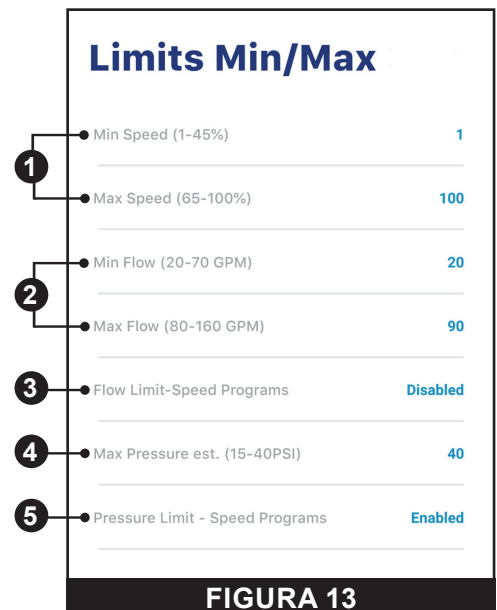 Limits Min/Max
1
Min Speed (1-45%) 1
Max Speed (65-100%) 100
2
Min Flow (20-70 GPM) 20
Max Flow (80-160 GPM) 90
3 Flow Limit-Speed Programs Disabled
4 Max Pressure est. (15-40PSI) 40
5 Pressure Limit - Speed Programs Enabled
FIGURA 13